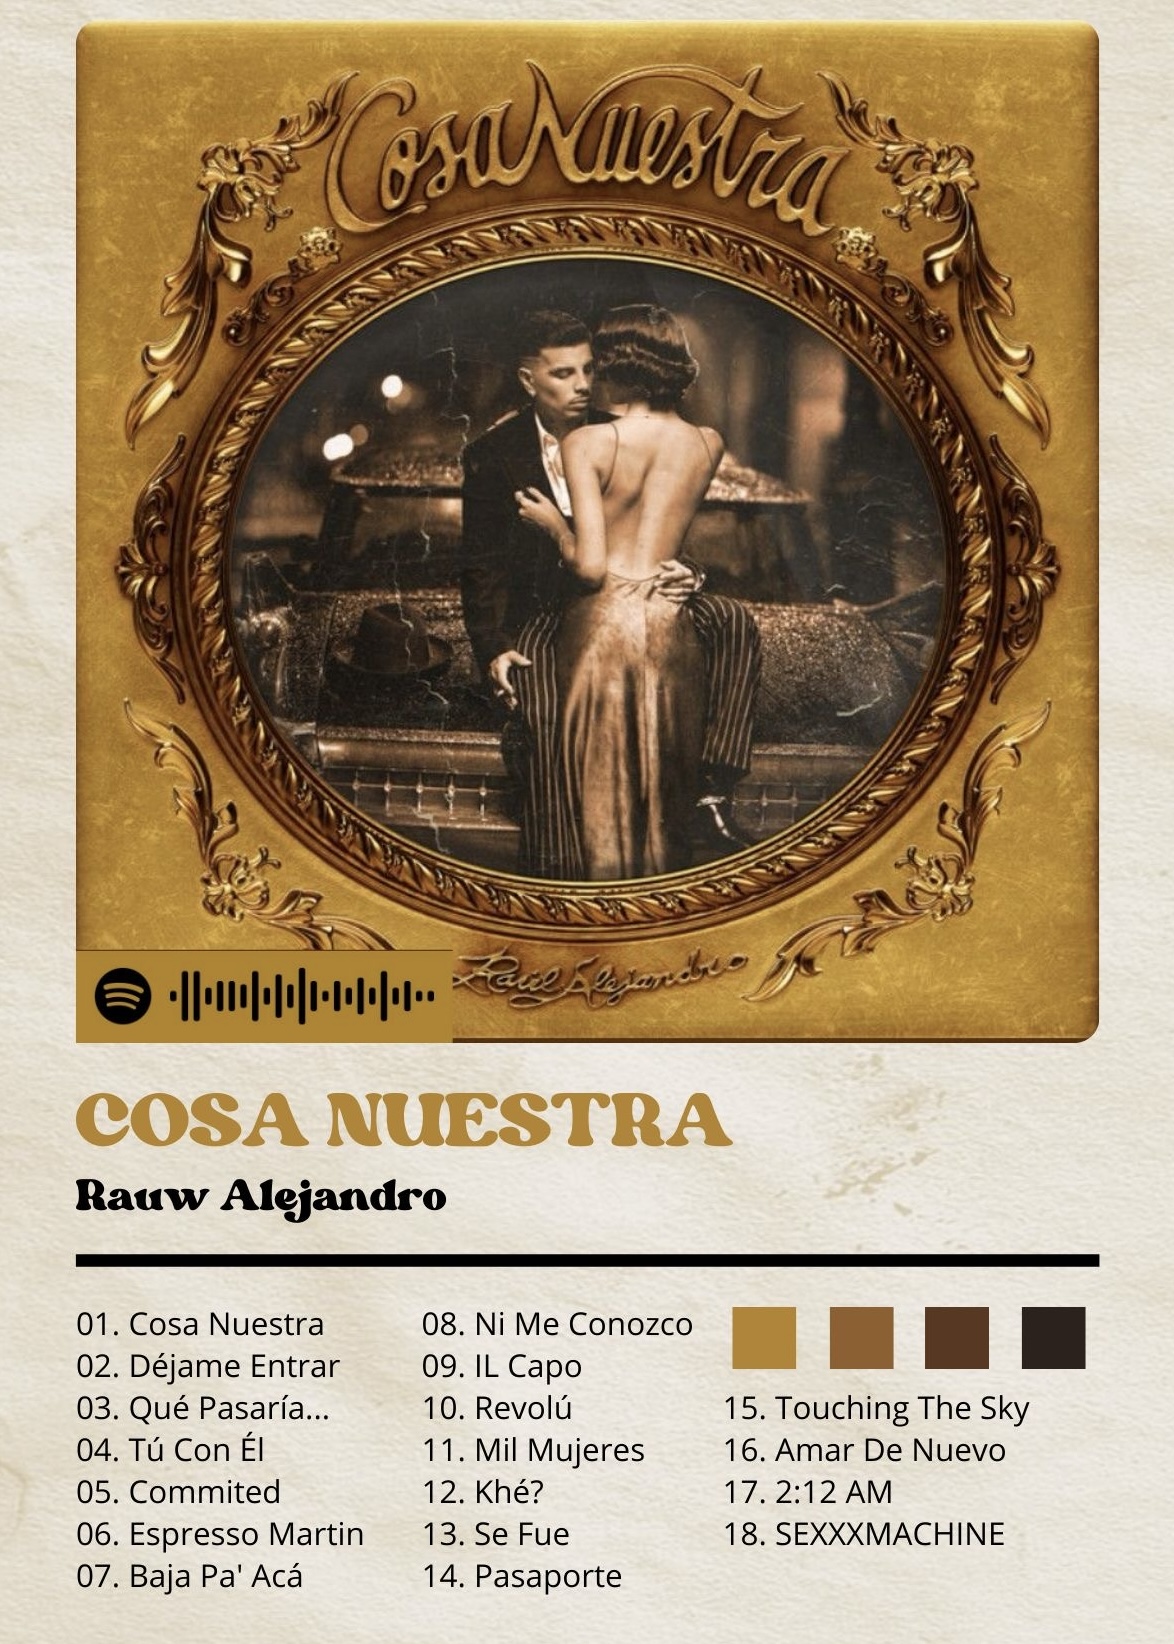 Cosa Nuestra
Raúl Alejandro
COSA NUESTRA
Rauw Alejandro
01. Cosa Nuestra
02. Déjame Entrar
03. Qué Pasaría...
04. Tú Con Él
05. Commited
06. Espresso Martin
07. Baja Pa' Acá
08. Ni Me Conozco
09. IL Capo
10. Revolú
11. Mil Mujeres
12. Khé?
13. Se Fue
14. Pasaporte
15. Touching The Sky
16. Amar De Nuevo
17. 2:12 AM
18. SEXXXMACHINE